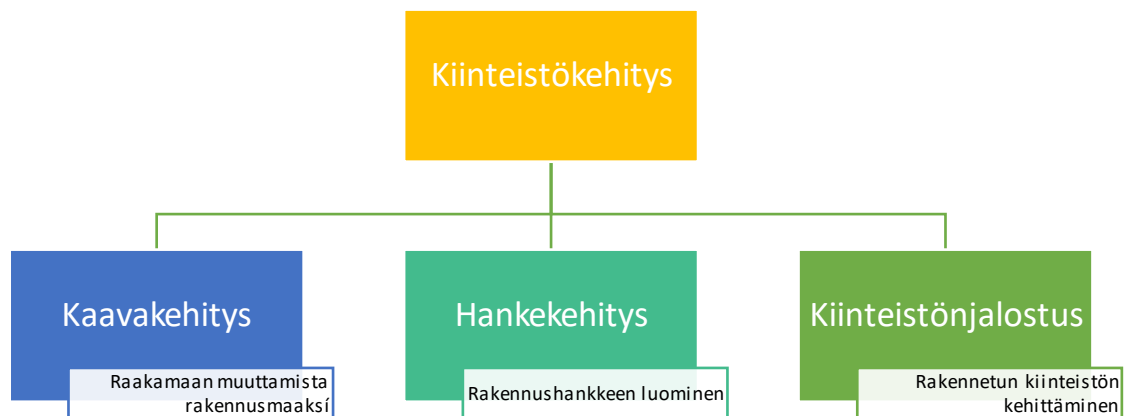 Kiinteistökehitys
Kaavakehitys
Raakamaan muuttamista
rakennusmaaksi
Hankekehitys
Rakennushankkeen luominen
Kiinteistönjalostus
Rakennetun kiinteistön
kehittäminen